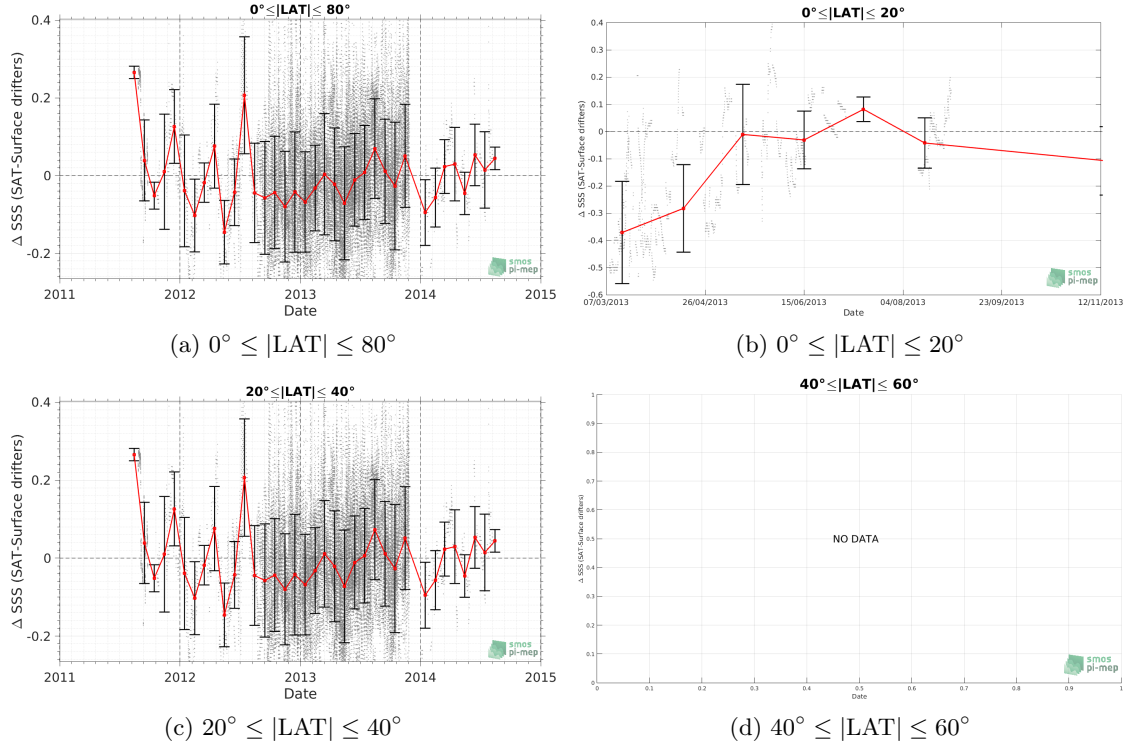 0°≤|LAT|≤ 80°
Δ SSS (SAT-Surface drifters)
0.4
0.2
0
-0.2
2011
2012
2013
2014
2015
Date
smos
pi-mep
(a) 0° ≤ |LAT| ≤ 80°
0°≤|LAT|≤ 20°
Δ SSS (SAT-Surface drifters)
0.4
0.3
0.2
0.1
0
-0.1
-0.2
-0.3
-0.4
-0.5
-0.6
07/03/2013
26/04/2013
15/06/2013
04/08/2013
23/09/2013
12/11/2013
Date
smos
pi-mep
(b) 0° ≤ |LAT| ≤ 20°
20°≤|LAT|≤ 40°
Δ SSS (SAT-Surface drifters)
0.4
0.2
0
-0.2
2011
2012
2013
2014
2015
Date
smos
pi-mep
(c) 20° ≤ |LAT| ≤ 40°
40°≤|LAT|≤ 60°
Δ SSS (SAT-Surface drifters)
1
0.9
0.8
0.7
0.6
0.5
0.4
0.3
0.2
0.1
0
NO DATA
0
0.1
0.2
0.3
0.4
0.5
0.6
0.7
0.8
0.9
1
Date
smos
pi-mep
(d) 40° ≤ |LAT| ≤ 60°